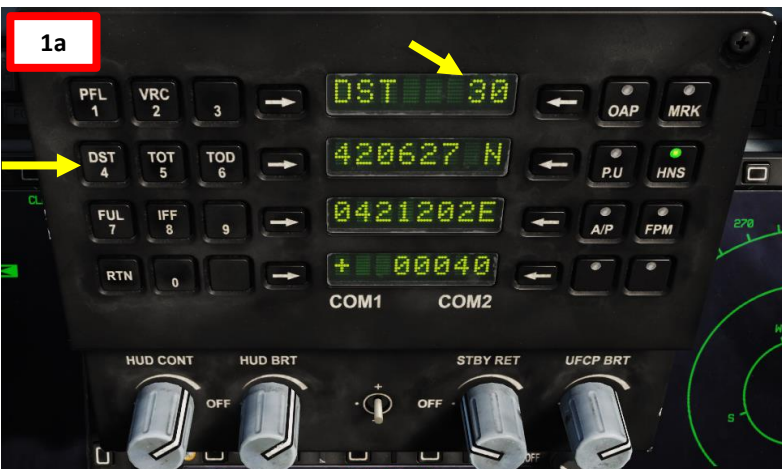 1a
PFL 1 VRC 2 3 DST 30 OAP MRK
DST 4 TOT 5 TOD 6 420627 N P.U HNS
FUL 7 IFF 8 9 0421202E A/P FPM
RTN 0 + 00040
COM1 COM2
HUD CONT HUD BRT STBY RET UFCP BRT
OFF OFF
OFF
CL
270
W
S